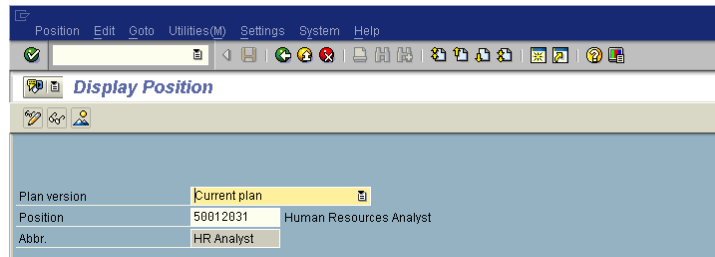 Position Edit Goto Utilities(M) Settings System Help
Display Position
Plan version Current plan
Position 50012031 Human Resources Analyst
Abbr. HR Analyst